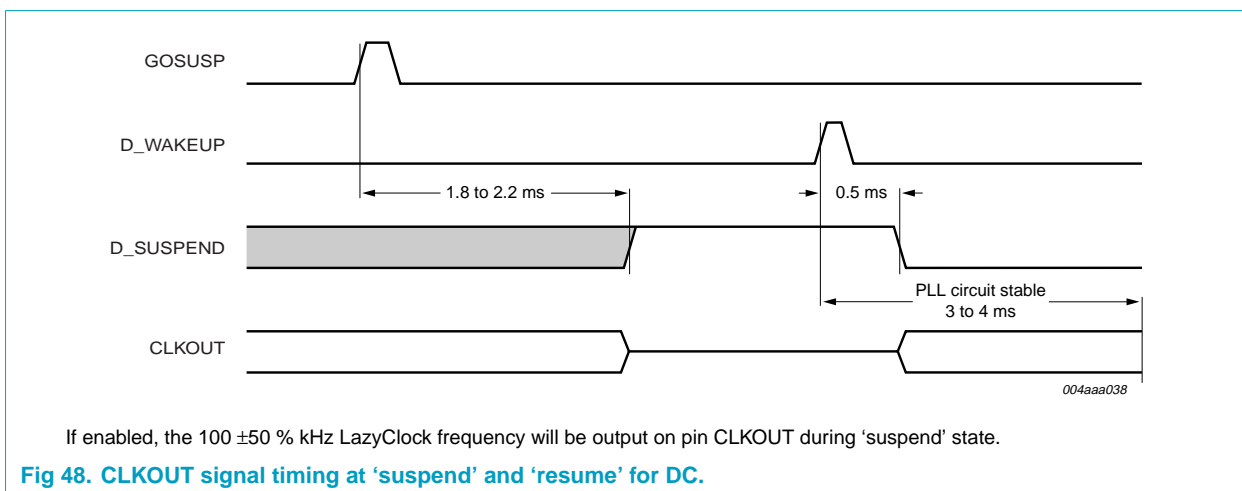 GOSUSP
D_WAKEUP
1.8 to 2.2 ms
0.5 ms
D_SUSPEND
PLL circuit stable
3 to 4 ms
CLKOUT
004aaa038
If enabled, the 100 ±50 % kHz LazyClock frequency will be output on pin CLKOUT during ‘suspend’ state.
Fig 48. CLKOUT signal timing at ‘suspend’ and ‘resume’ for DC.